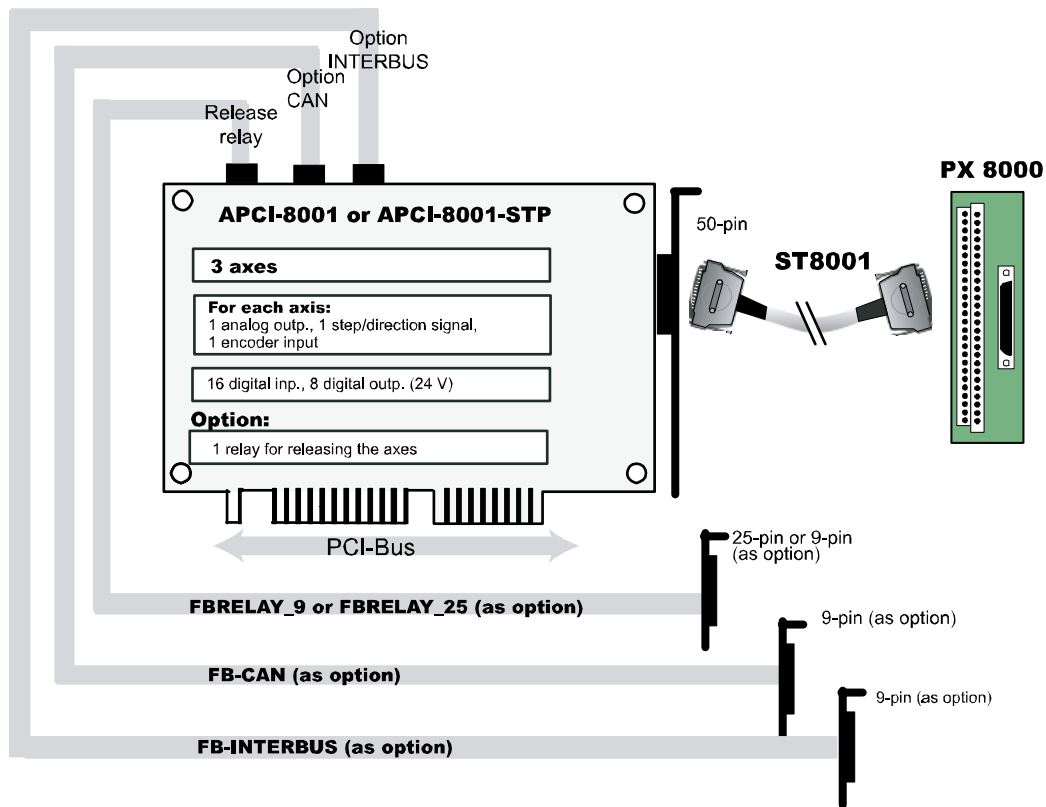 Option
INTERBUS
Option
CAN
Release
relay
PX 8000
APCI-8001 or APCI-8001-STP
50-pin
ST8001
3 axes
For each axis:
1 analog outp., 1 step/direction signal,
1 encoder input
16 digital inp., 8 digital outp. (24 V)
Option:
1 relay for releasing the axes
PCI-Bus
25-pin or 9-pin
(as option)
FBRELAY_9 or FBRELAY_25 (as option)
9-pin (as option)
FB-CAN (as option)
9-pin (as option)
FB-INTERBUS (as option)